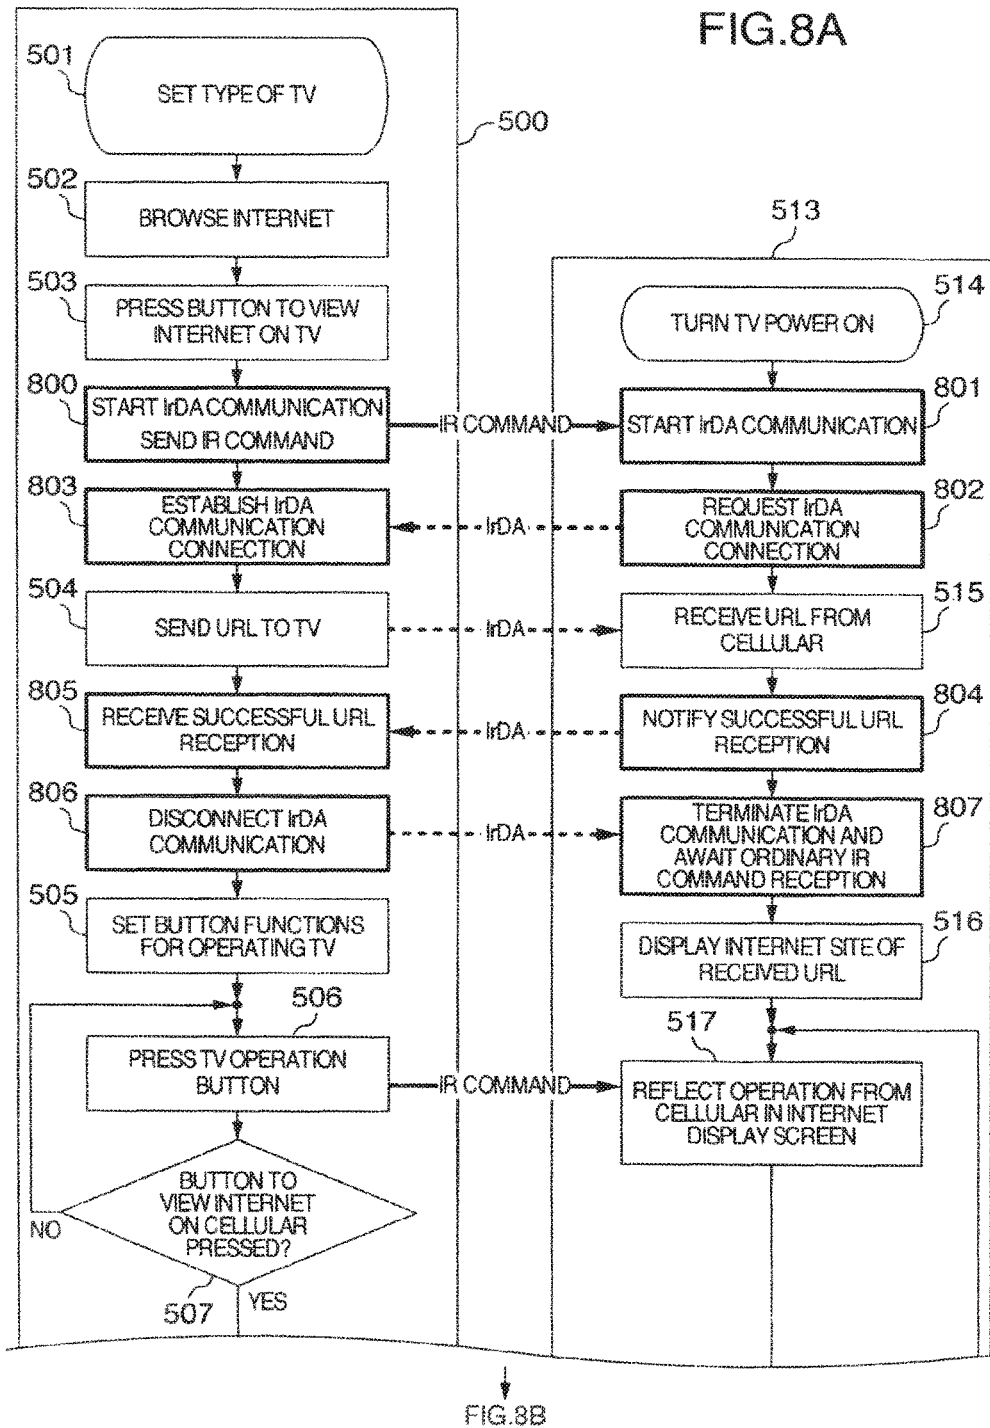 FIG.8A
501
SET TYPE OF TV
500
502
BROWSE INTERNET
503
PRESS BUTTON TO VIEW
INTERNET ON TV
800
START IrDA COMMUNICATION
SEND IR COMMAND
IR COMMAND
803
ESTABLISH IrDA
COMMUNICATION
CONNECTION
IrDA
504
SEND URL TO TV
IrDA
805
RECEIVE SUCCESSFUL URL
RECEPTION
IrDA
806
DISCONNECT IrDA
COMMUNICATION
IrDA
505
SET BUTTON FUNCTIONS
FOR OPERATING TV
506
PRESS TV OPERATION
BUTTON
IR COMMAND
BUTTON TO
VIEW INTERNET
ON CELLULAR
PRESSED?
NO
507
YES
513
514
TURN TV POWER ON
801
START IrDA COMMUNICATION
802
REQUEST IrDA
COMMUNICATION
CONNECTION
515
RECEIVE URL FROM
CELLULAR
804
NOTIFY SUCCESSFUL URL
RECEPTION
807
TERMINATE IrDA
COMMUNICATION AND
AWAIT ORDINARY IR
COMMAND RECEPTION
516
DISPLAY INTERNET SITE OF
RECEIVED URL
517
REFLECT OPERATION FROM
CELLULAR IN INTERNET
DISPLAY SCREEN
FIG.8B